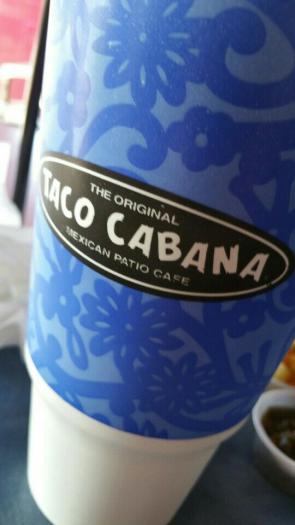 THE ORIGINAL
TACO CABANA
MEXICAN PATIO CAFE